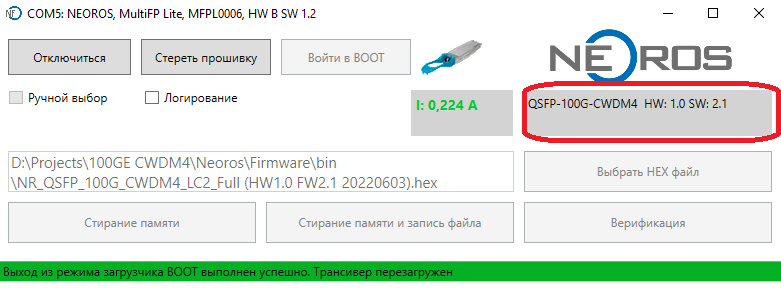 COM5: NEOROS, MultiFP Lite, MFPL0006, HW B SW 1.2
Отключиться
Стереть прошивку
Войти в BOOT
NEOROS
Ручной выбор
Логирование
I: 0,224 A
QSFP-100G-CWDM4 HW: 1.0 SW: 2.1
D:\Projects\100GE CWDM4\Neoros\Firmware\bin
\NR_QSFP_100G_CWDM4_LC2_Full (HW1.0 FW2.1 20220603).hex
Выбрать HEX файл
Стирание памяти
Стирание памяти и запись файла
Верификация
Выход из режима загрузчика BOOT выполнен успешно. Трансивер перезагружен